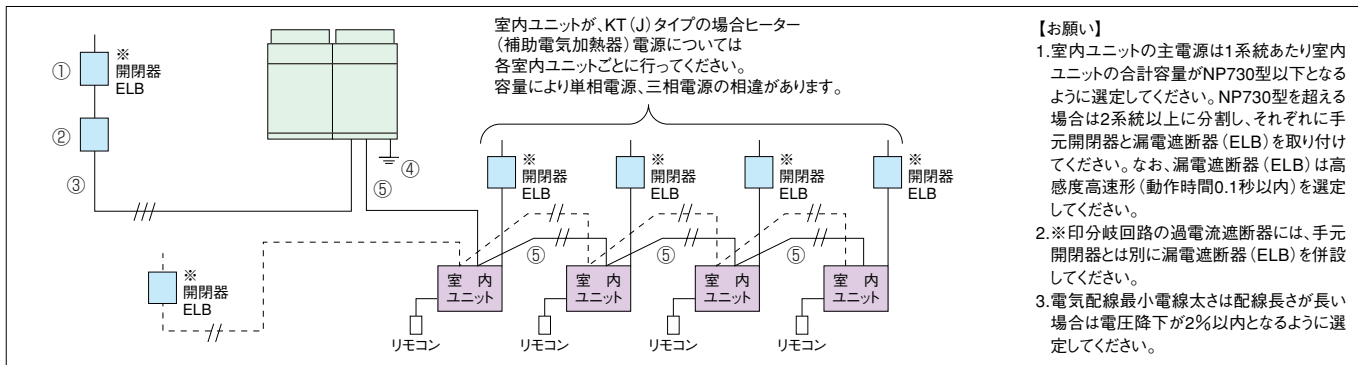 ①
※
開閉器
ELB
②
③
④
⑤
室内ユニットが、KT（J）タイプの場合ヒーター
（補助電気加熱器）電源については
各室内ユニットごとに行ってください。
容量により単相電源、三相電源の相違があります。
※
開閉器
ELB
※
開閉器
ELB
※
開閉器
ELB
※
開閉器
ELB
※
開閉器
ELB
⑤
⑤
⑤
室内
ユニット
室内
ユニット
室内
ユニット
室内
ユニット
リモコン
リモコン
リモコン
リモコン
【お願い】
1.室内ユニットの主電源は1系統あたり室内
ユニットの合計容量がNP730型以下となる
ように選定してください。NP730型を超える
場合は2系統以上に分割し、それぞれに手
元開閉器と漏電遮断器（ELB）を取り付け
てください。なお、漏電遮断器（ELB）は高
感度高速形（動作時間0.1秒以内）を選定
してください。
2.※印分岐回路の過電流遮断器には、手元
開閉器とは別に漏電遮断器（ELB）を併設
してください。
3.電気配線最小電線太さは配線長さが長い
場合は電圧降下が2％以内となるように選
定してください。